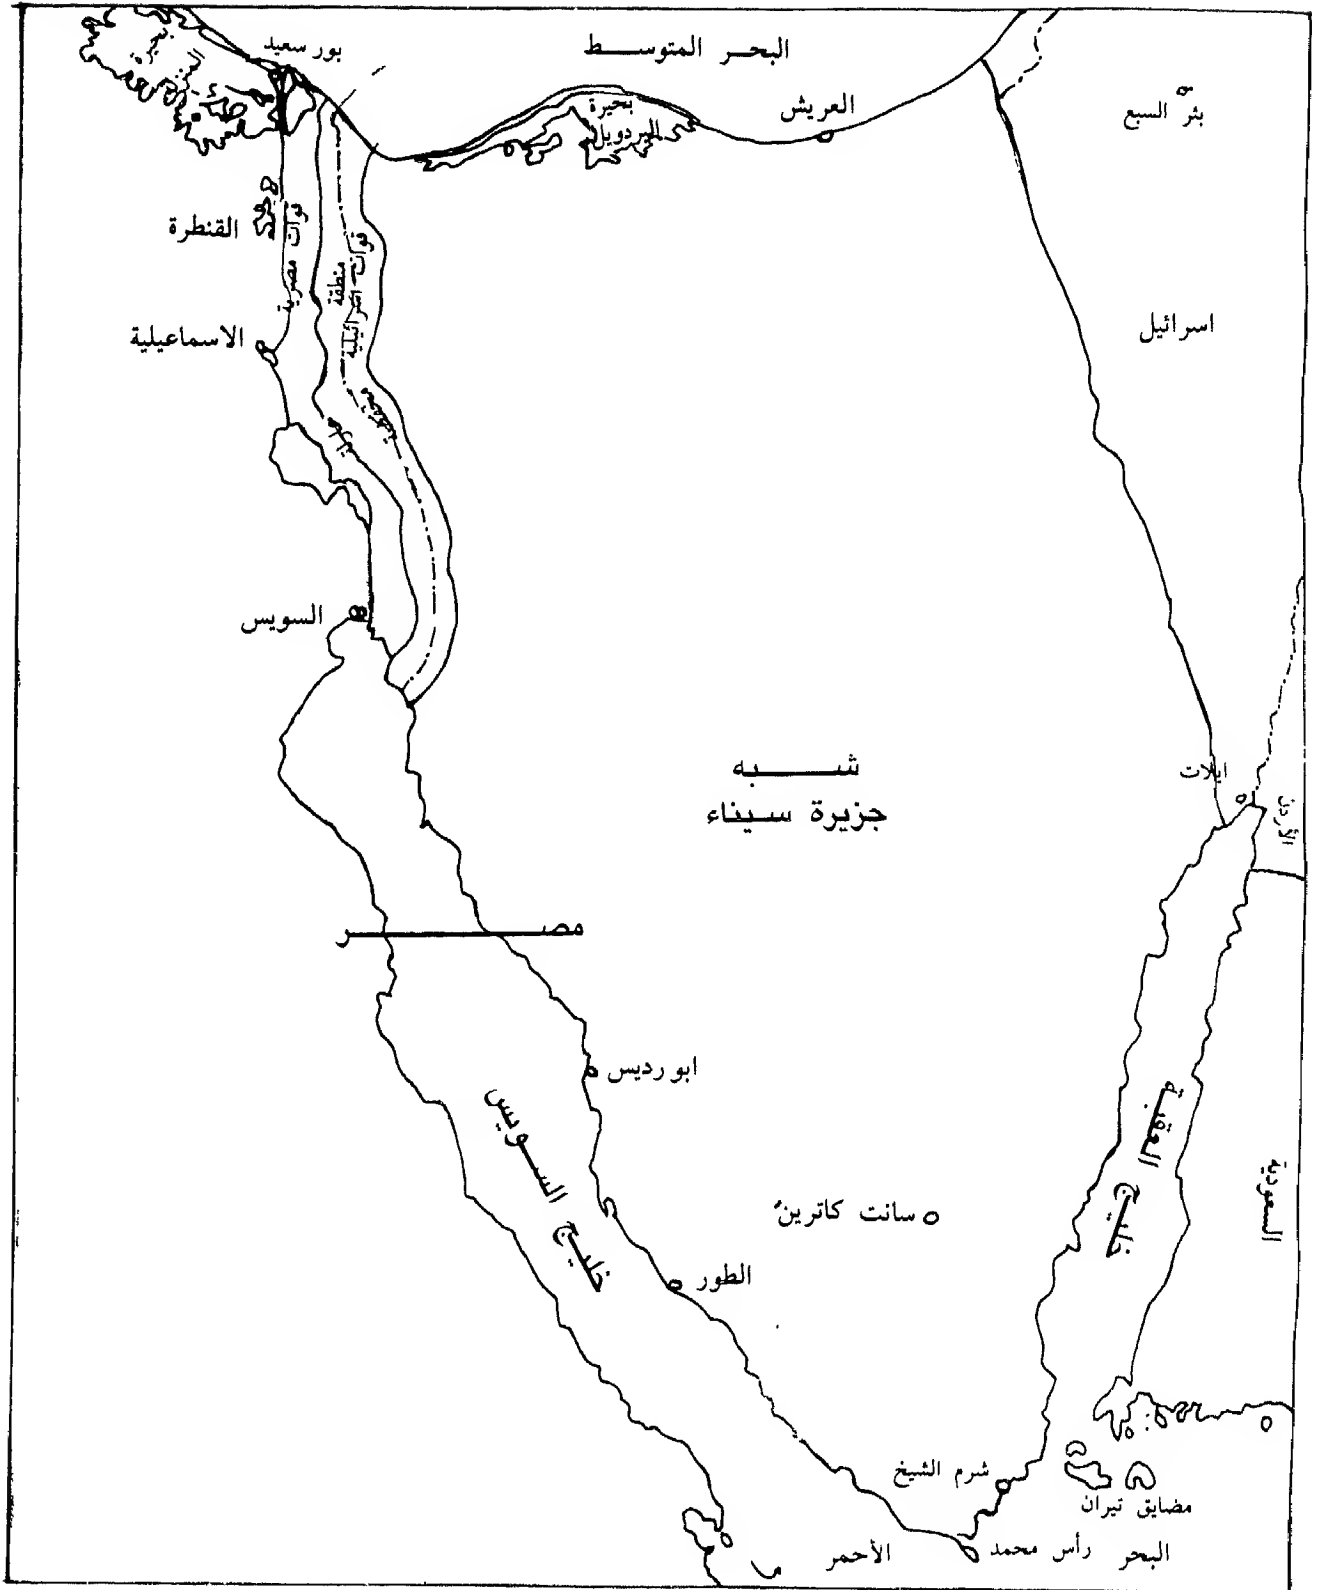 البحر المتوسط
بور سعيد
بحيرة
العريش
بحيرة
البردويل
بئر السبع
القنطرة
قوات مصرية
منطقة
قوات اسرائيلية
الاسماعيلية
اسرائيل
السويس
شبه
جزيرة سيناء
ايلات
الأردن
مصر
ابو رديس
خليج السويس
خليج العقبة
السعودية
سانت كاترين
الطور
شرم الشيخ
مضايق تيران
رأس محمد
البحر الأحمر